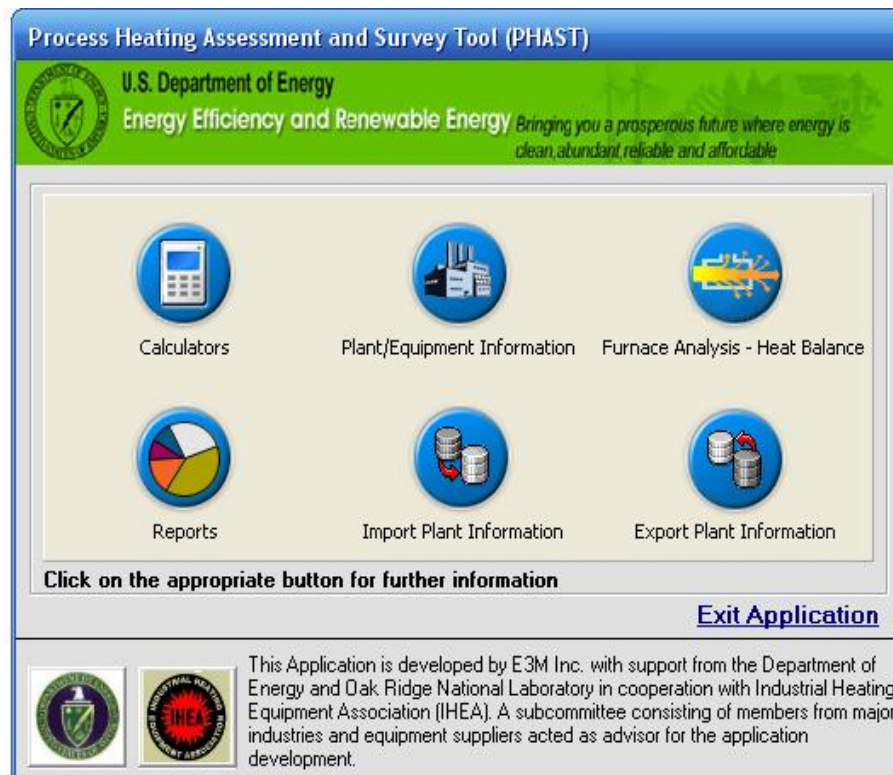 Process Heating Assessment and Survey Tool (PHAST)
U.S. Department of Energy
Energy Efficiency and Renewable Energy
Bringing you a prosperous future where energy is
clean,abundant,reliable and affordable
Calculators
Plant/Equipment Information
Furnace Analysis - Heat Balance
Reports
Import Plant Information
Export Plant Information
Click on the appropriate button for further information
Exit Application
INDUSTRIAL HEATING
IHEA
EQUIPMENT ASSOCIATION
This Application is developed by E3M Inc. with support from the Department of
Energy and Oak Ridge National Laboratory in cooperation with Industrial Heating
Equipment Association (IHEA). A subcommittee consisting of members from major
industries and equipment suppliers acted as advisor for the application
development.